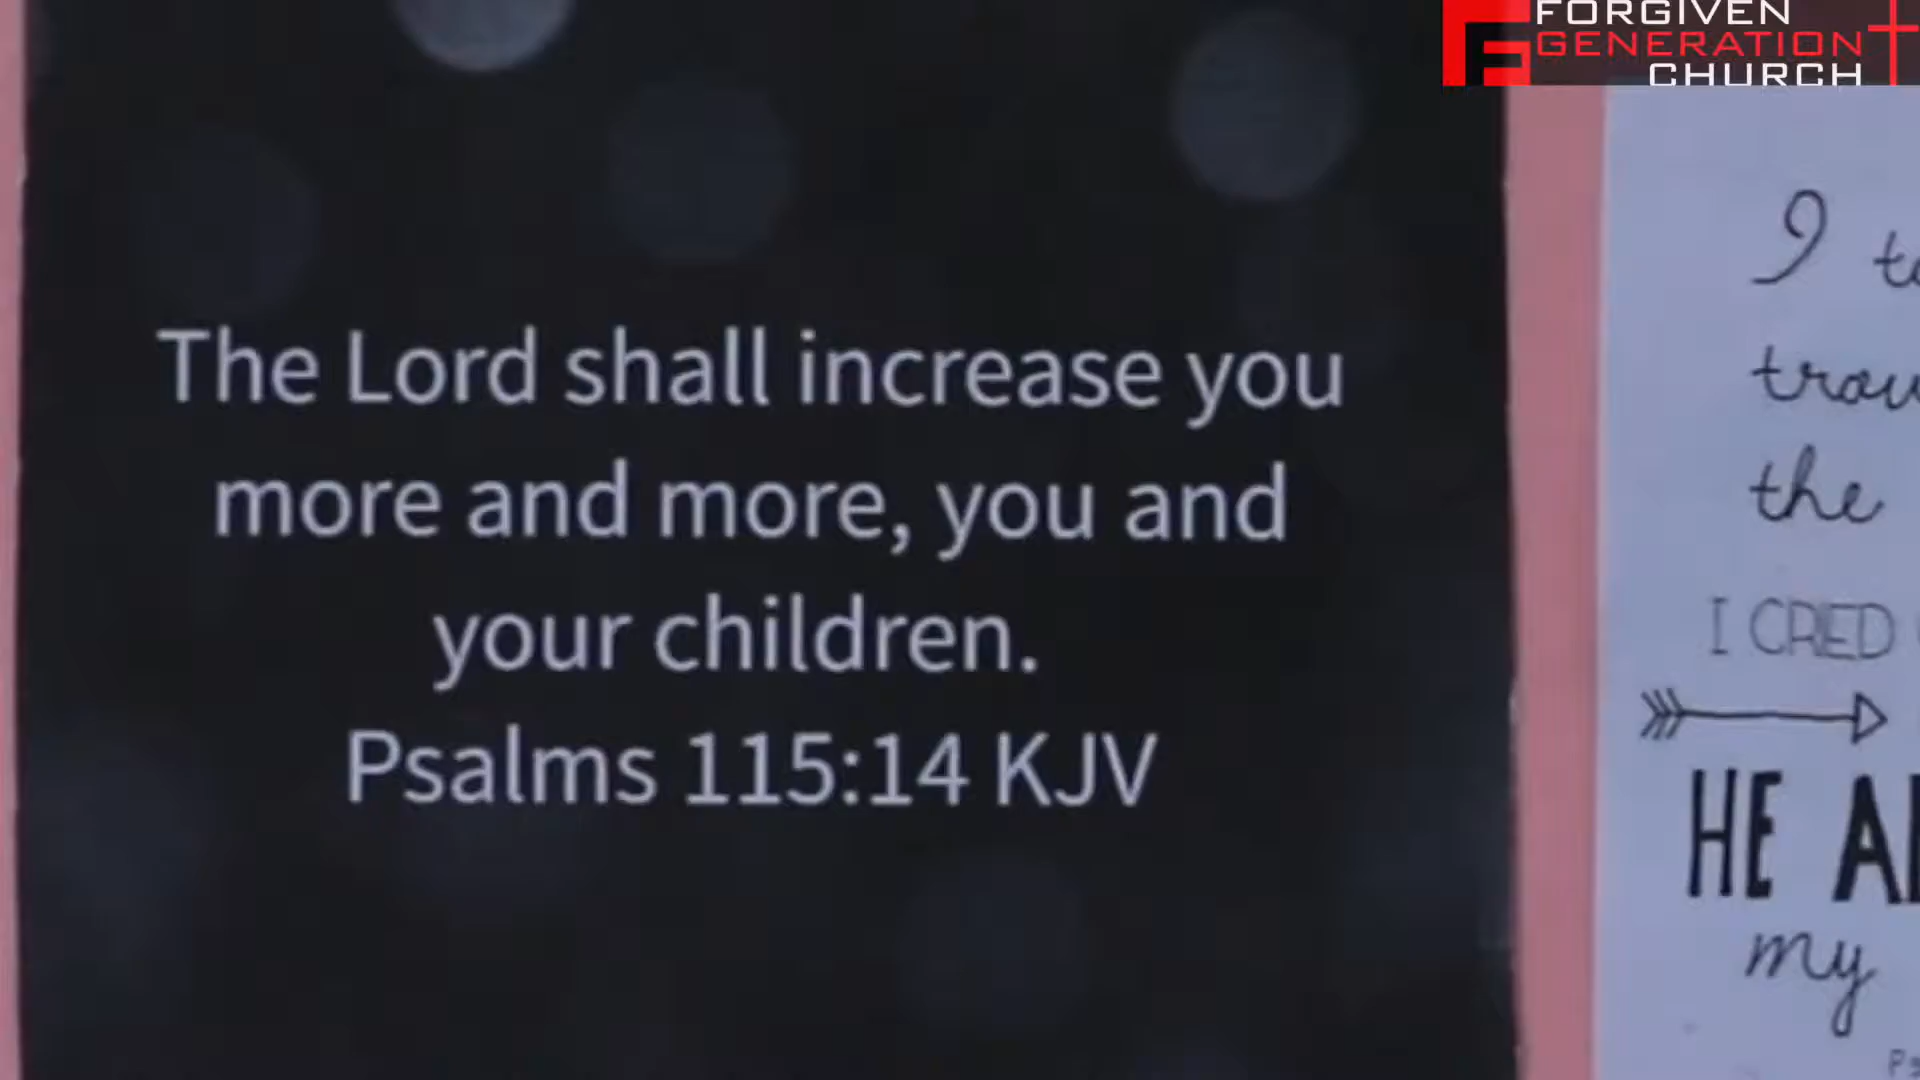 FORGIVEN
GENERATION
CHURCH
The Lord shall increase you
more and more, you and
your children.
Psalms 115:14 KJV
the
I CRED
HE
my